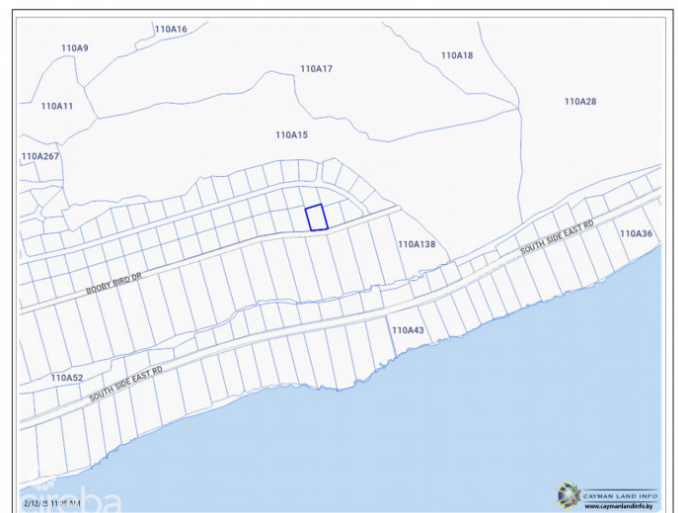 110A16
110A9
110A18
110A17
110A28
110A11
110A15
110A267
SOUTH SIDE EAST RD
110A36
110A138
BOOBY BIRD DR
110A43
110A52
SOUTH SIDE EAST RD
cireba
2/12/25 11:05 AM
CAYMAN LAND INFO
www.caymanlandinfo.ky